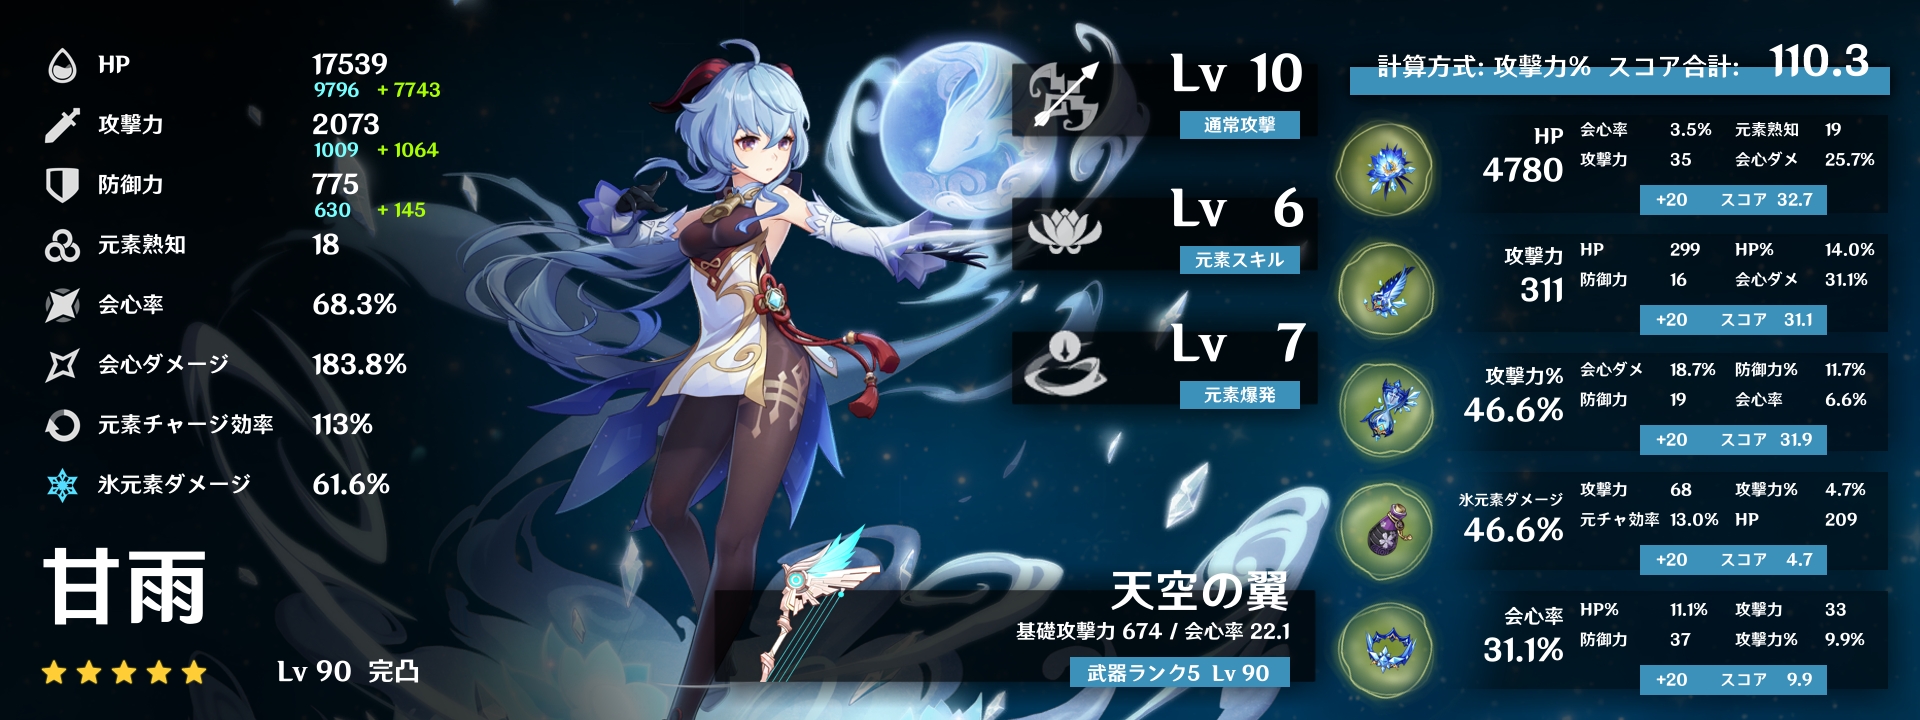 HP 17539
9796 + 7743
攻撃力 2073
1009 + 1064
防御力 775
630 + 145
元素熟知 18
会心率 68.3%
会心ダメージ 183.8%
元素チャージ効率 113%
氷元素ダメージ 61.6%
甘雨
Lv 90 完凸
Lv 10
通常攻撃
Lv 6
元素スキル
Lv 7
元素爆発
天空の翼
基礎攻撃力 674 / 会心率 22.1
武器ランク5 Lv 90
計算方式: 攻撃力% スコア合計: 110.3
HP
4780
会心率 3.5% 元素熟知 19
攻撃力 35 会心ダメ 25.7%
+20 スコア 32.7
攻撃力
311
HP 299 HP% 14.0%
防御力 16 会心ダメ 31.1%
+20 スコア 31.1
攻撃力%
46.6%
会心ダメ 18.7% 防御力% 11.7%
防御力 19 会心率 6.6%
+20 スコア 31.9
氷元素ダメージ
46.6%
攻撃力 68 攻撃力% 4.7%
元チャ効率 13.0% HP 209
+20 スコア 4.7
会心率
31.1%
HP% 11.1% 攻撃力 33
防御力 37 攻撃力% 9.9%
+20 スコア 9.9